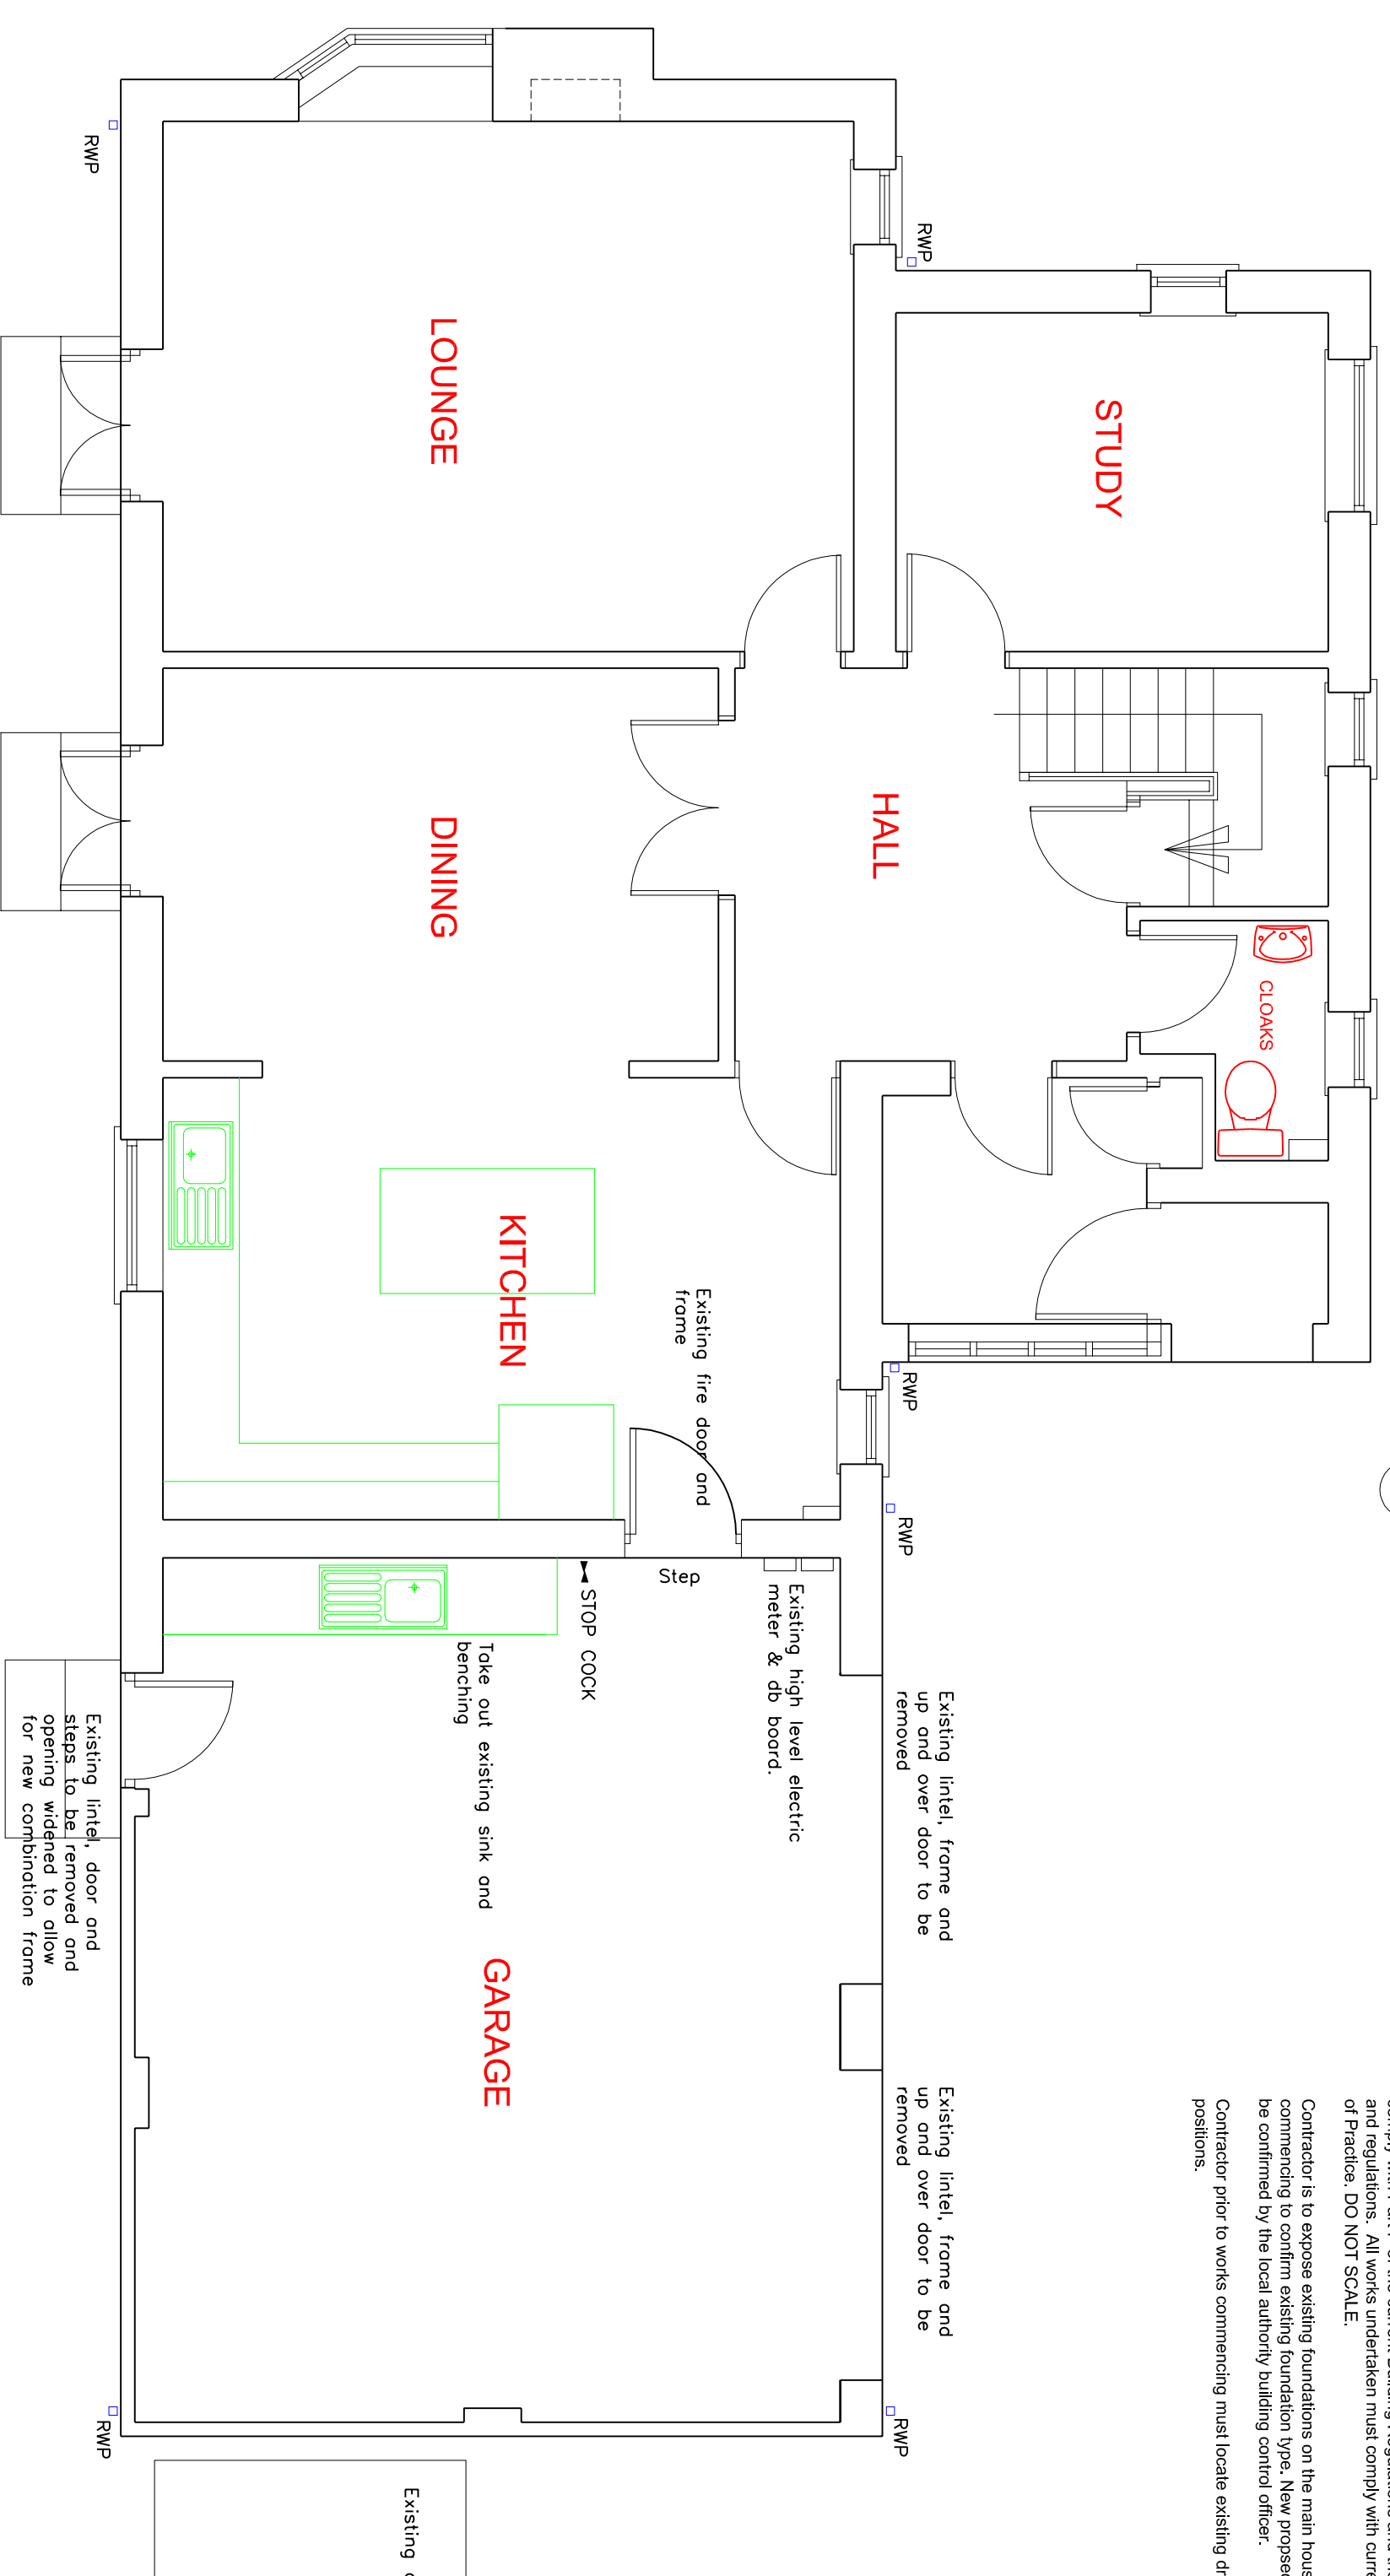 RWP
RWP
LOUNGE
STUDY
HALL
DINING
CLOAKS
KITCHEN
Existing fire door and
frame
RWP
RWP
Step
STOP COCK
Existing high level electric
meter & db board.
Take out existing sink and
benching
Existing lintel, frame and
up and over door to be
removed
Existing lintel, door and
steps to be removed and
opening widened to allow
for new combination frame
GARAGE
Existing lintel, frame and
up and over door to be
removed
RWP
RWP
Existing
and regulations. All works undertaken must comply with
of Practice. DO NOT SCALE.
Contractor is to expose existing foundations on the main
commencing to confirm existing foundation type. New
be confirmed by the local authority building control officer.
Contractor prior to works commencing must locate existing
positions.